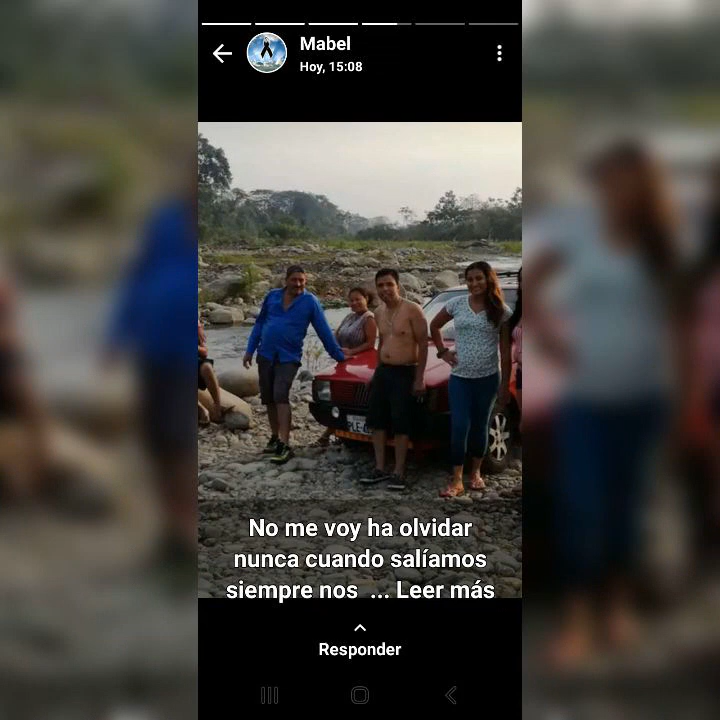 Mabel
Hoy, 15:08
No me voy ha olvidar
nunca cuando salíamos
siempre nos ... Leer más
Responder